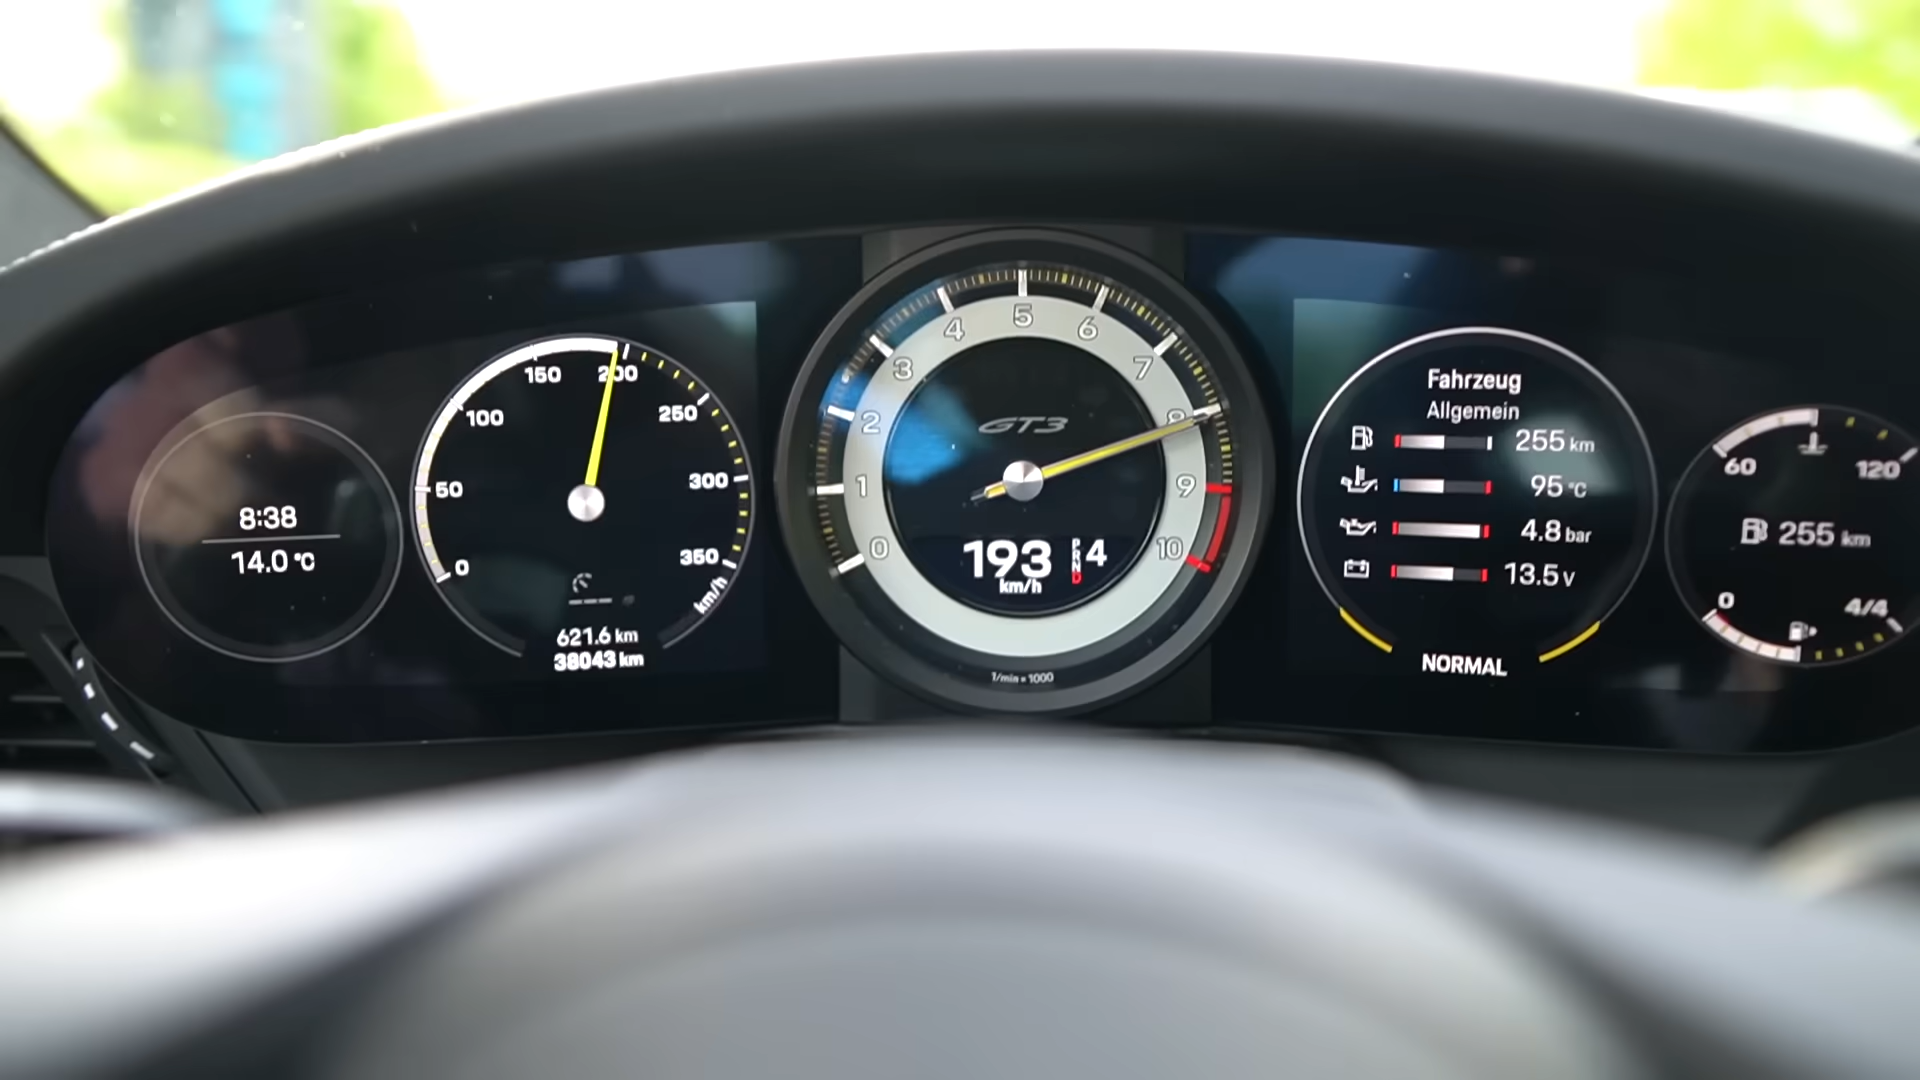 8:38
14.0 °C
0
50
100
150
200
250
300
350
km/h
621.6 km
38043 km
0
1
2
3
4
5
6
7
8
9
10
GT3
193
km/h
P
R
N
D
4
1/min = 1000
Fahrzeug
Allgemein
255 km
95 °C
4.8 bar
13.5 V
NORMAL
60
120
255 km
0
4/4